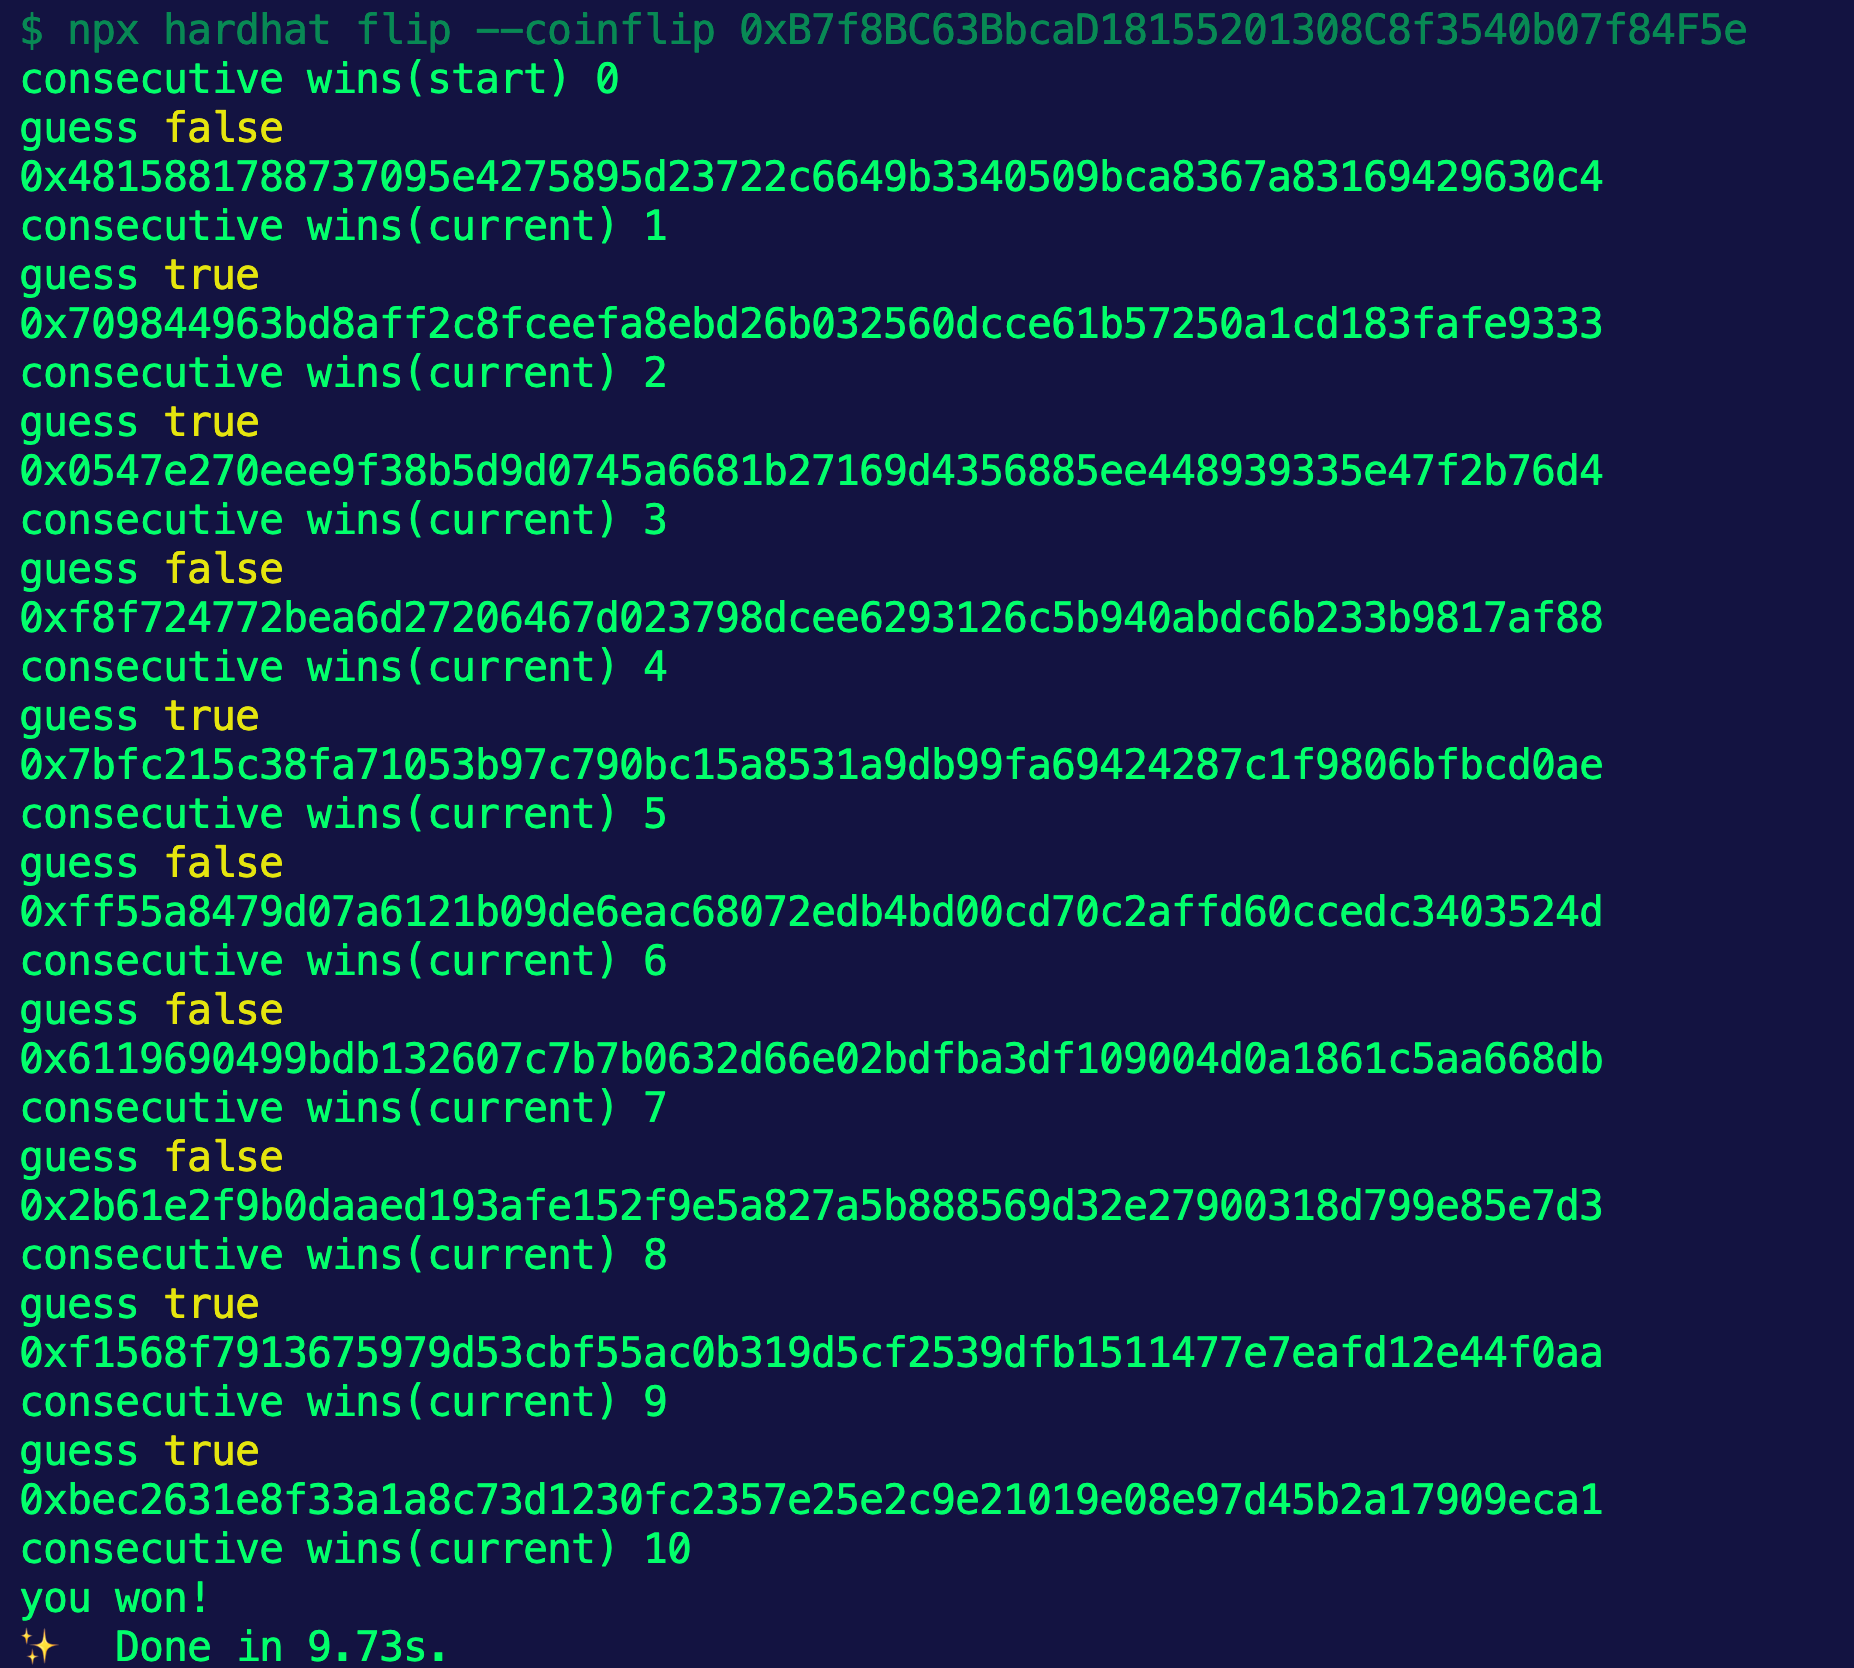 $ npx hardhat flip --coinflip 0xB7f8BC63BbcaD18155201308C8f3540b07f84F5e
consecutive wins(start) 0
guess false
0x4815881788737095e4275895d23722c6649b3340509bca8367a83169429630c4
consecutive wins(current) 1
guess true
0x709844963bd8aff2c8fceefa8ebd26b032560dcce61b57250a1cd183fafe9333
consecutive wins(current) 2
guess true
0x0547e270eee9f38b5d9d0745a6681b27169d4356885ee448939335e47f2b76d4
consecutive wins(current) 3
guess false
0xf8f724772bea6d27206467d023798dcee6293126c5b940abdc6b233b9817af88
consecutive wins(current) 4
guess true
0x7bfc215c38fa71053b97c790bc15a8531a9db99fa69424287c1f9806bfbcd0ae
consecutive wins(current) 5
guess false
0xff55a8479d07a6121b09de6eac68072edb4bd00cd70c2affd60ccedc3403524d
consecutive wins(current) 6
guess false
0x6119690499bdb132607c7b7b0632d66e02bdfba3df109004d0a1861c5aa668db
consecutive wins(current) 7
guess false
0x2b61e2f9b0daaed193afe152f9e5a827a5b888569d32e27900318d799e85e7d3
consecutive wins(current) 8
guess true
0xf1568f7913675979d53cbf55ac0b319d5cf2539dfb1511477e7eafd12e44f0aa
consecutive wins(current) 9
guess true
0xbec2631e8f33a1a8c73d1230fc2357e25e2c9e21019e08e97d45b2a17909eca1
consecutive wins(current) 10
you won!
✨ Done in 9.73s.